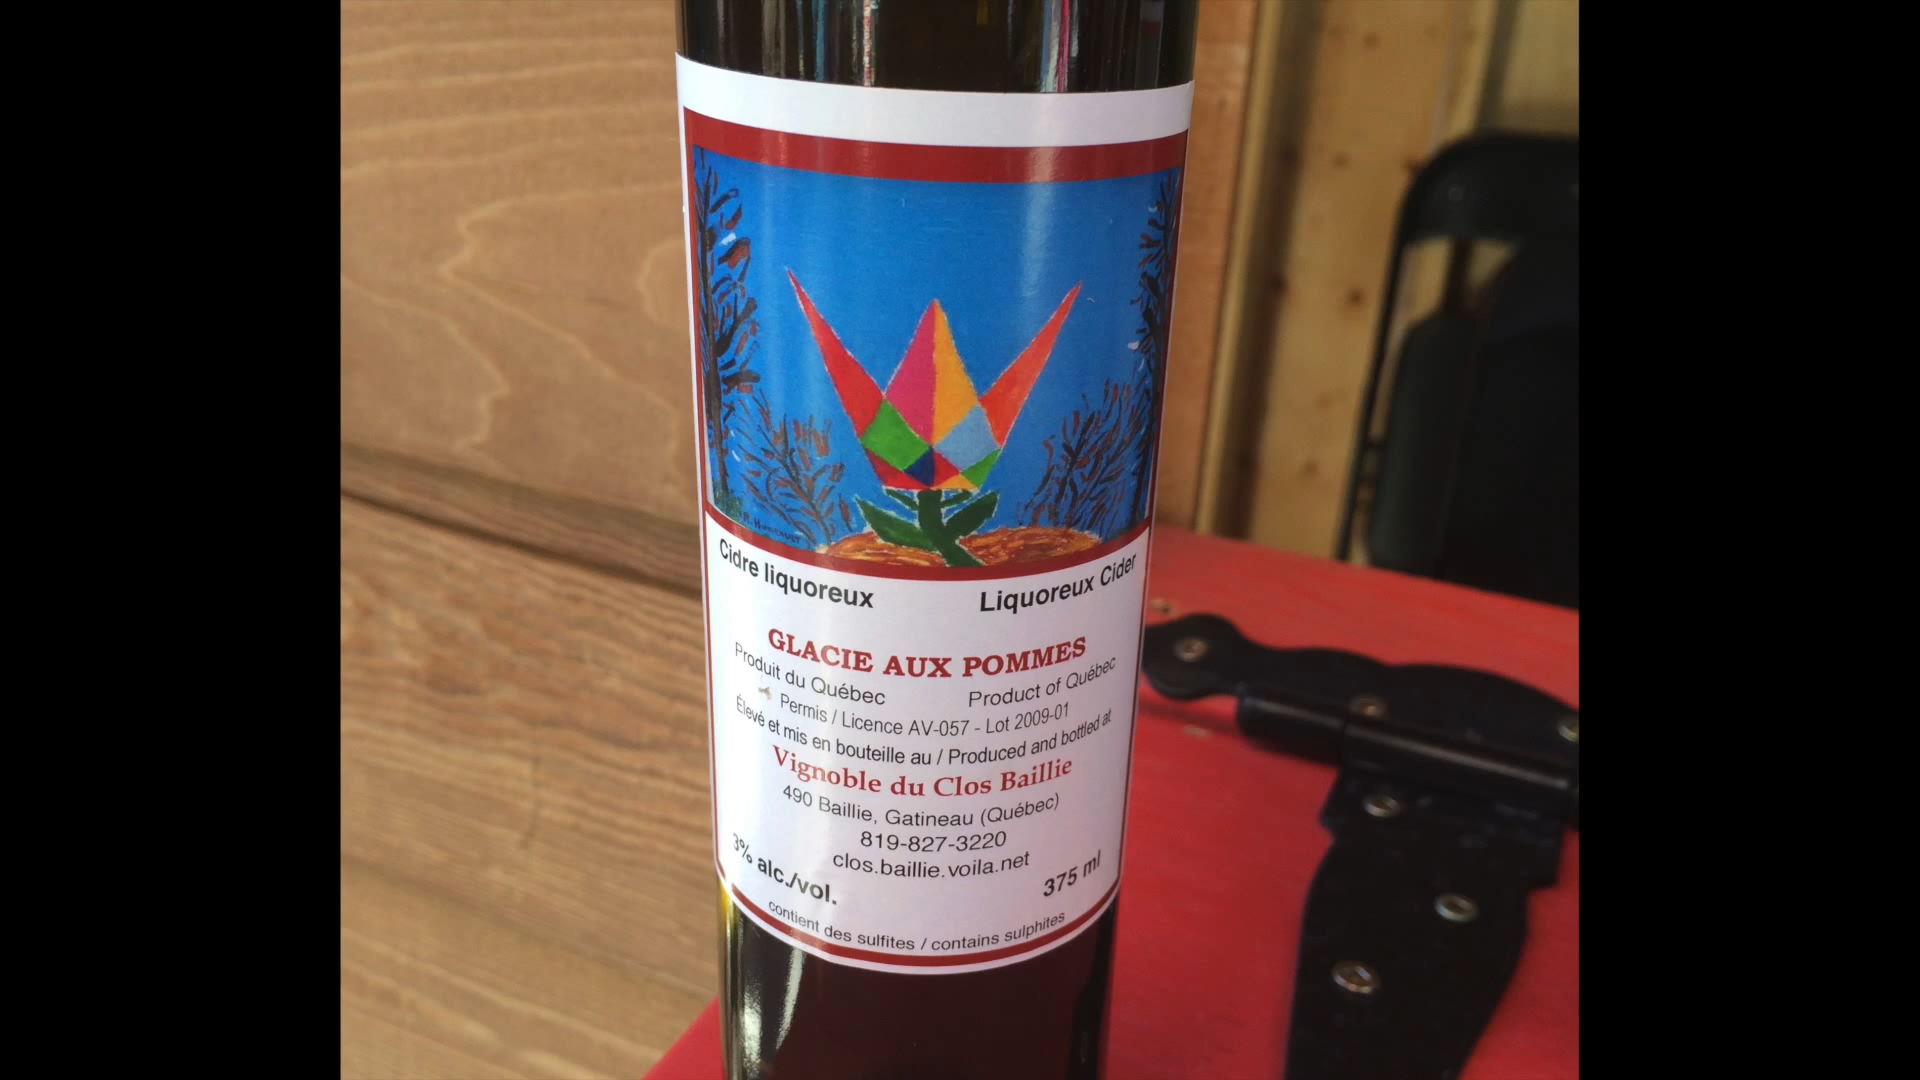 R. Huneault
Cidre liquoreux
Liquoreux Cider
GLACIE AUX POMMES
Produit du Québec
Product of Québec
Permis / Licence AV-057 - Lot 2009-01
Élevé et mis en bouteille au / Produced and bottled at
Vignoble du Clos Baillie
490 Baillie, Gatineau (Québec)
819-827-3220
clos.baillie.voila.net
3% alc./vol.
375 ml
contient des sulfites / contains sulphites